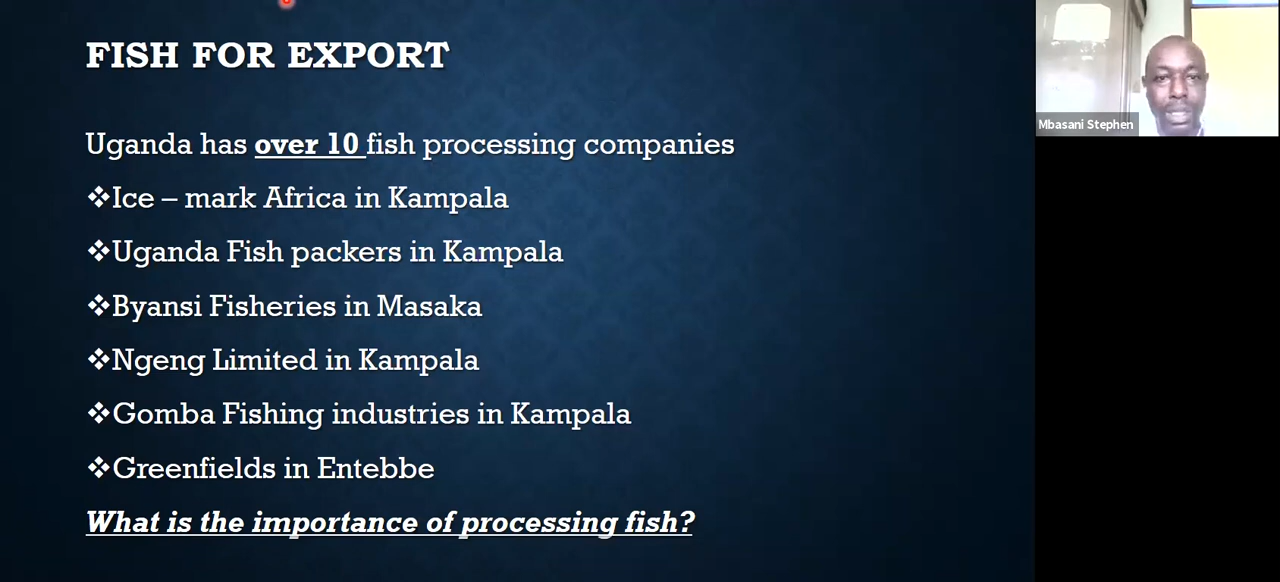 FISH FOR EXPORT
Uganda has over 10 fish processing companies
❖Ice – mark Africa in Kampala
❖Uganda Fish packers in Kampala
❖Byansi Fisheries in Masaka
❖Ngeng Limited in Kampala
❖Gomba Fishing industries in Kampala
❖Greenfields in Entebbe
What is the importance of processing fish?
Mbasani Stephen